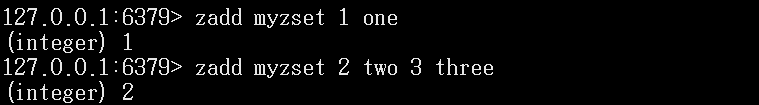 127.0.0.1:6379> zadd myzset 1 one
(integer) 1
127.0.0.1:6379> zadd myzset 2 two 3 three
(integer) 2